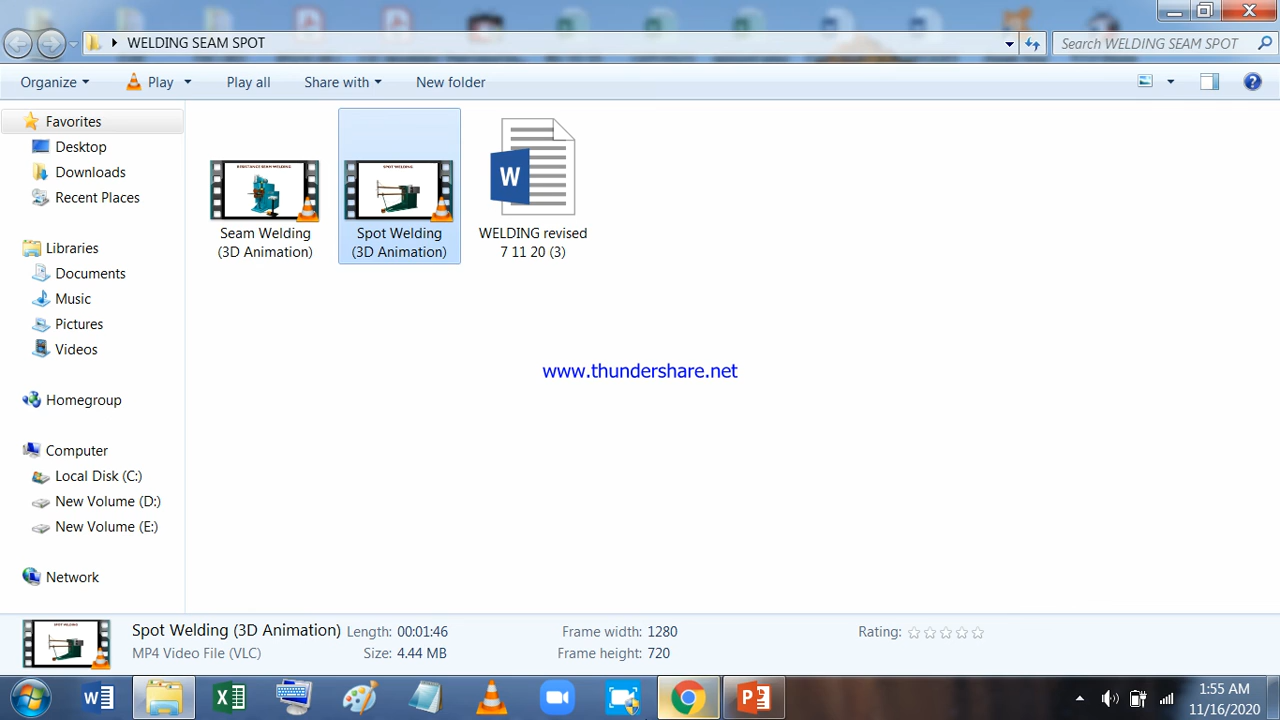 WELDING SEAM SPOT
Search WELDING SEAM SPOT
Organize
Play
Play all
Share with
New folder
Favorites
Desktop
Downloads
Recent Places
Libraries
Documents
Music
Pictures
Videos
Homegroup
Computer
Local Disk (C:)
New Volume (D:)
New Volume (E:)
Network
SPOT WELDING
Seam Welding
(3D Animation)
Spot Welding
(3D Animation)
W
WELDING revised
7 11 20 (3)
www.thundershare.net
SPOT WELDING
Spot Welding (3D Animation)
MP4 Video File (VLC)
Length: 00:01:46
Size: 4.44 MB
Frame width: 1280
Frame height: 720
Rating:
1:55 AM
11/16/2020